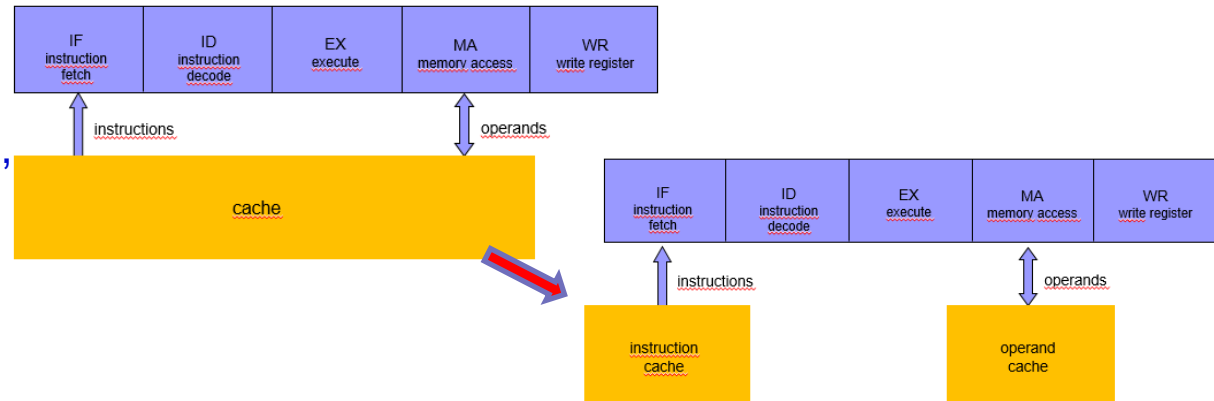 IF
instruction
fetch
ID
instruction
decode
EX
execute
MA
memory access
WR
write register
instructions
operands
,
cache
IF
instruction
fetch
ID
instruction
decode
EX
execute
MA
memory access
WR
write register
instructions
operands
instruction
cache
operand
cache